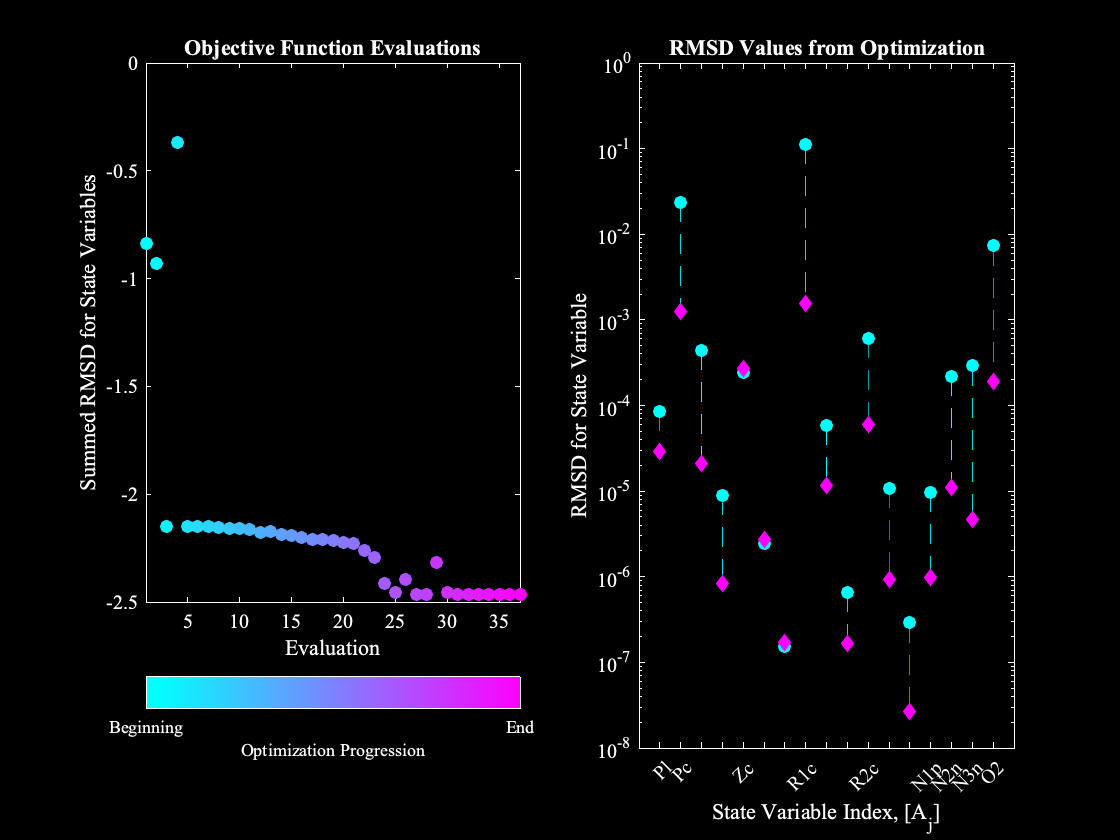 Objective Function Evaluations
Summed RMSD for State Variables
0
-0.5
-1
-1.5
-2
-2.5
5 10 15 20 25 30 35
Evaluation
Beginning End
Optimization Progression
RMSD Values from Optimization
RMSD for State Variable
10^0
10^-1
10^-2
10^-3
10^-4
10^-5
10^-6
10^-7
10^-8
P1 Pc Zc R1c R2c N1p N2n N3n O2
State Variable Index, [A_j]